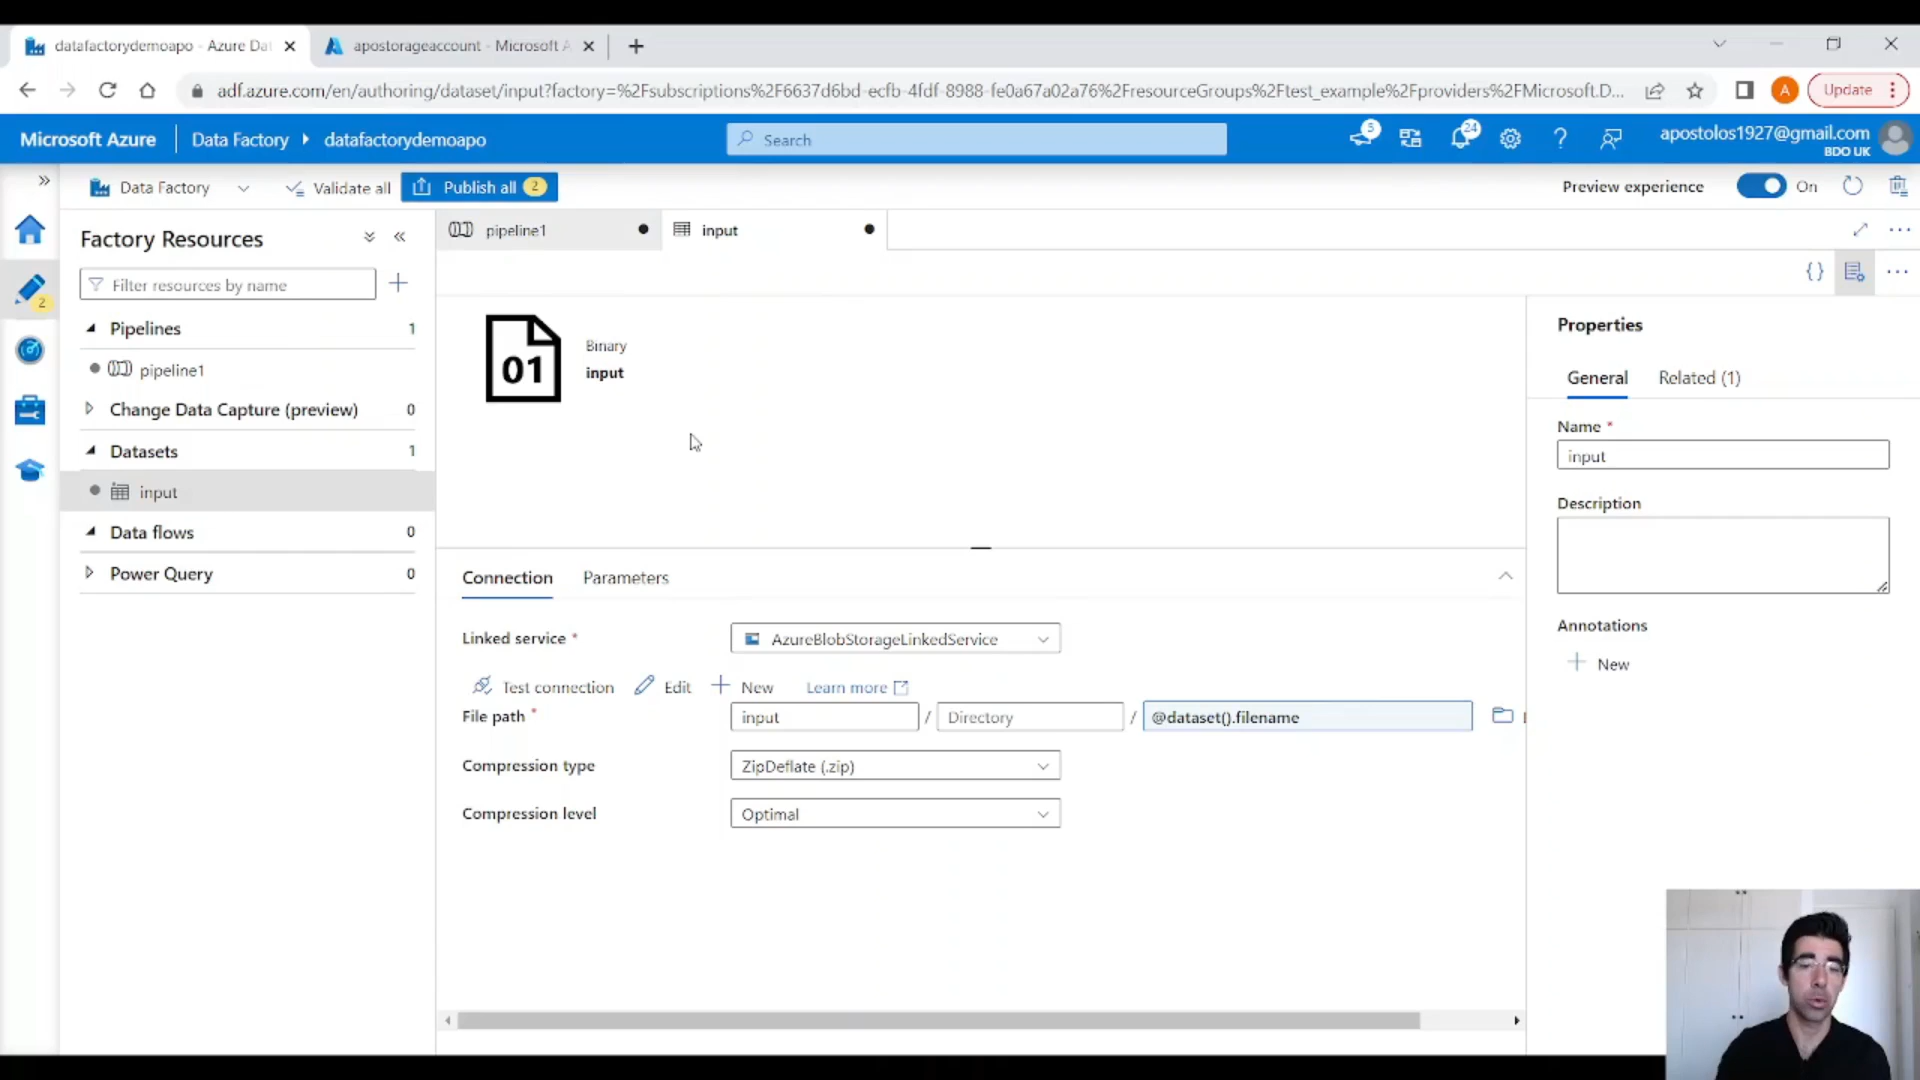 datafactorydemoapo - Azure Dat
apostorageaccount - Microsoft A
adf.azure.com/en/authoring/dataset/input?factory=%2Fsubscriptions%2F6637d6bd-ecfb-4fdf-8988-fe0a67a02a76%2FresourceGroups%2Ftest_example%2Fproviders%2FMicrosoft.D...
A
Update
Microsoft Azure
Data Factory
datafactorydemoapo
Search
5
24
apostolos1927@gmail.com
BDO UK
Data Factory
Validate all
Publish all 2
Preview experience
On
Factory Resources
pipeline1
input
2
Filter resources by name
Pipelines 1
pipeline1
Change Data Capture (preview) 0
Datasets 1
input
Data flows 0
Power Query 0
01
Binary
input
Connection
Parameters
Linked service *
AzureBlobStorageLinkedService
Test connection
Edit
New
Learn more
File path *
input / Directory / @dataset().filename
Compression type
ZipDeflate (.zip)
Compression level
Optimal
Properties
General
Related (1)
Name *
input
Description
Annotations
New